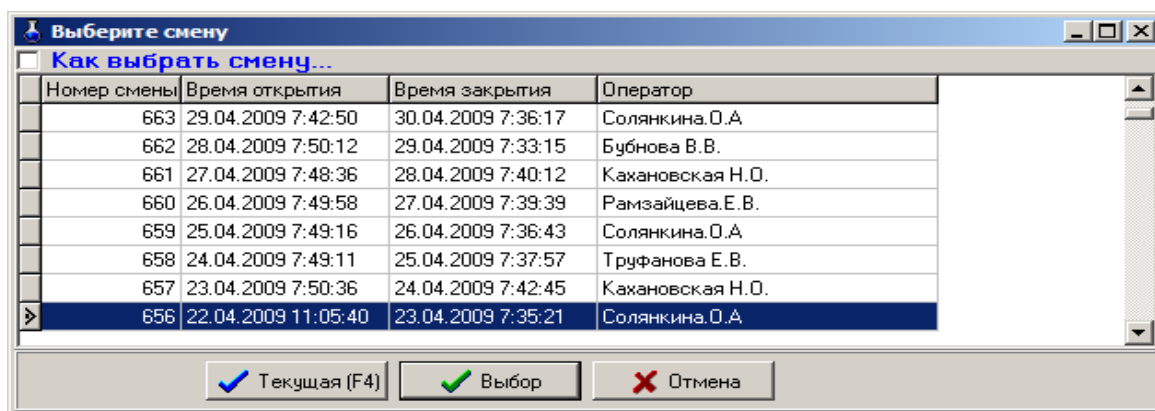 Выберите смену
Как выбрать смену...
Номер смены Время открытия Время закрытия Оператор
663 29.04.2009 7:42:50 30.04.2009 7:36:17 Солянкина.О.А
662 28.04.2009 7:50:12 29.04.2009 7:33:15 Бубнова В.В.
661 27.04.2009 7:48:36 28.04.2009 7:40:12 Кахановская Н.О.
660 26.04.2009 7:49:58 27.04.2009 7:39:39 Рамзайцева.Е.В.
659 25.04.2009 7:49:16 26.04.2009 7:36:43 Солянкина.О.А
658 24.04.2009 7:49:11 25.04.2009 7:37:57 Труфанова Е.В.
657 23.04.2009 7:50:36 24.04.2009 7:42:45 Кахановская Н.О.
656 22.04.2009 11:05:40 23.04.2009 7:35:21 Солянкина.О.А
Текущая (F4) Выбор Отмена